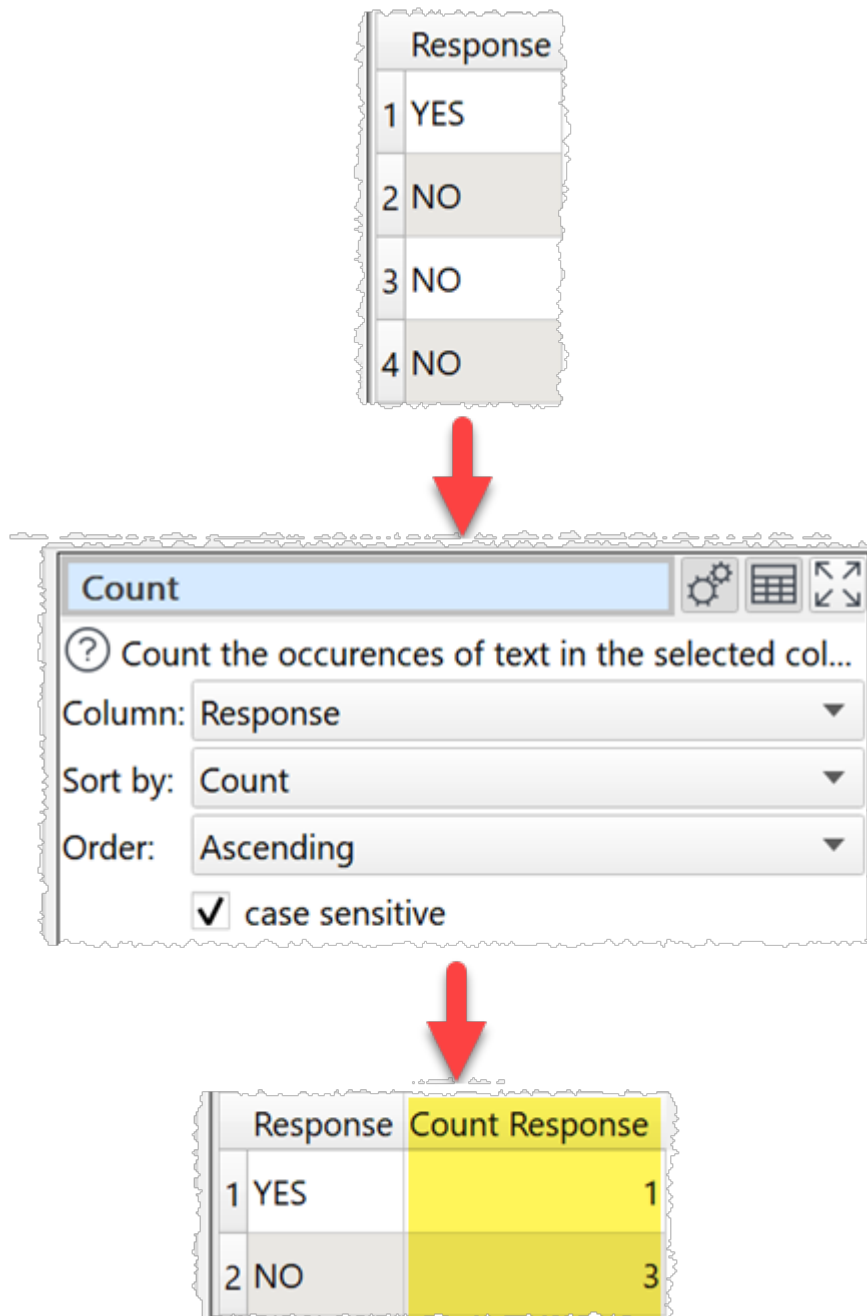 Response
1 YES
2 NO
3 NO
4 NO
Count
? Count the occurences of text in the selected col...
Column: Response
Sort by: Count
Order: Ascending
case sensitive
Response Count Response
1 YES 1
2 NO 3